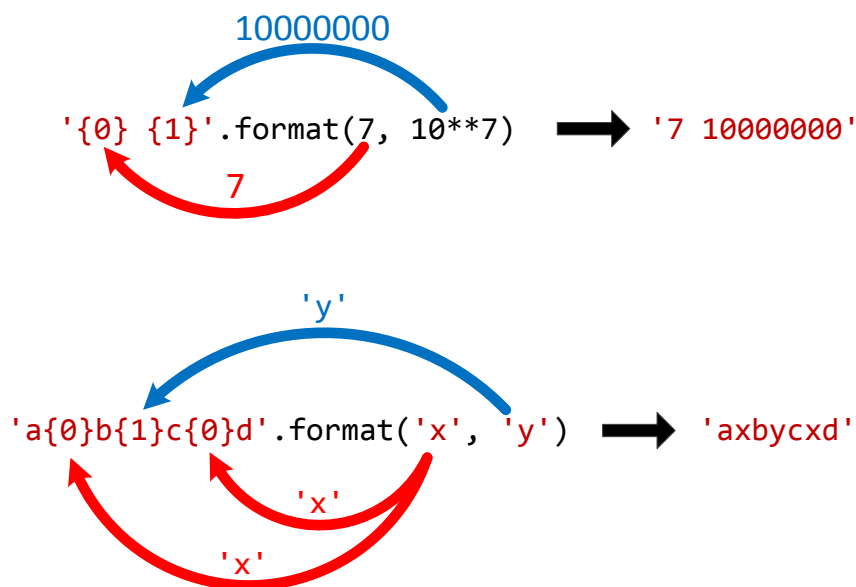 10000000
'{0} {1}'.format(7, 10**7) '7 10000000'
7
'y'
'a{0}b{1}c{0}d'.format('x', 'y') 'axbycxd'
'x'
'x'